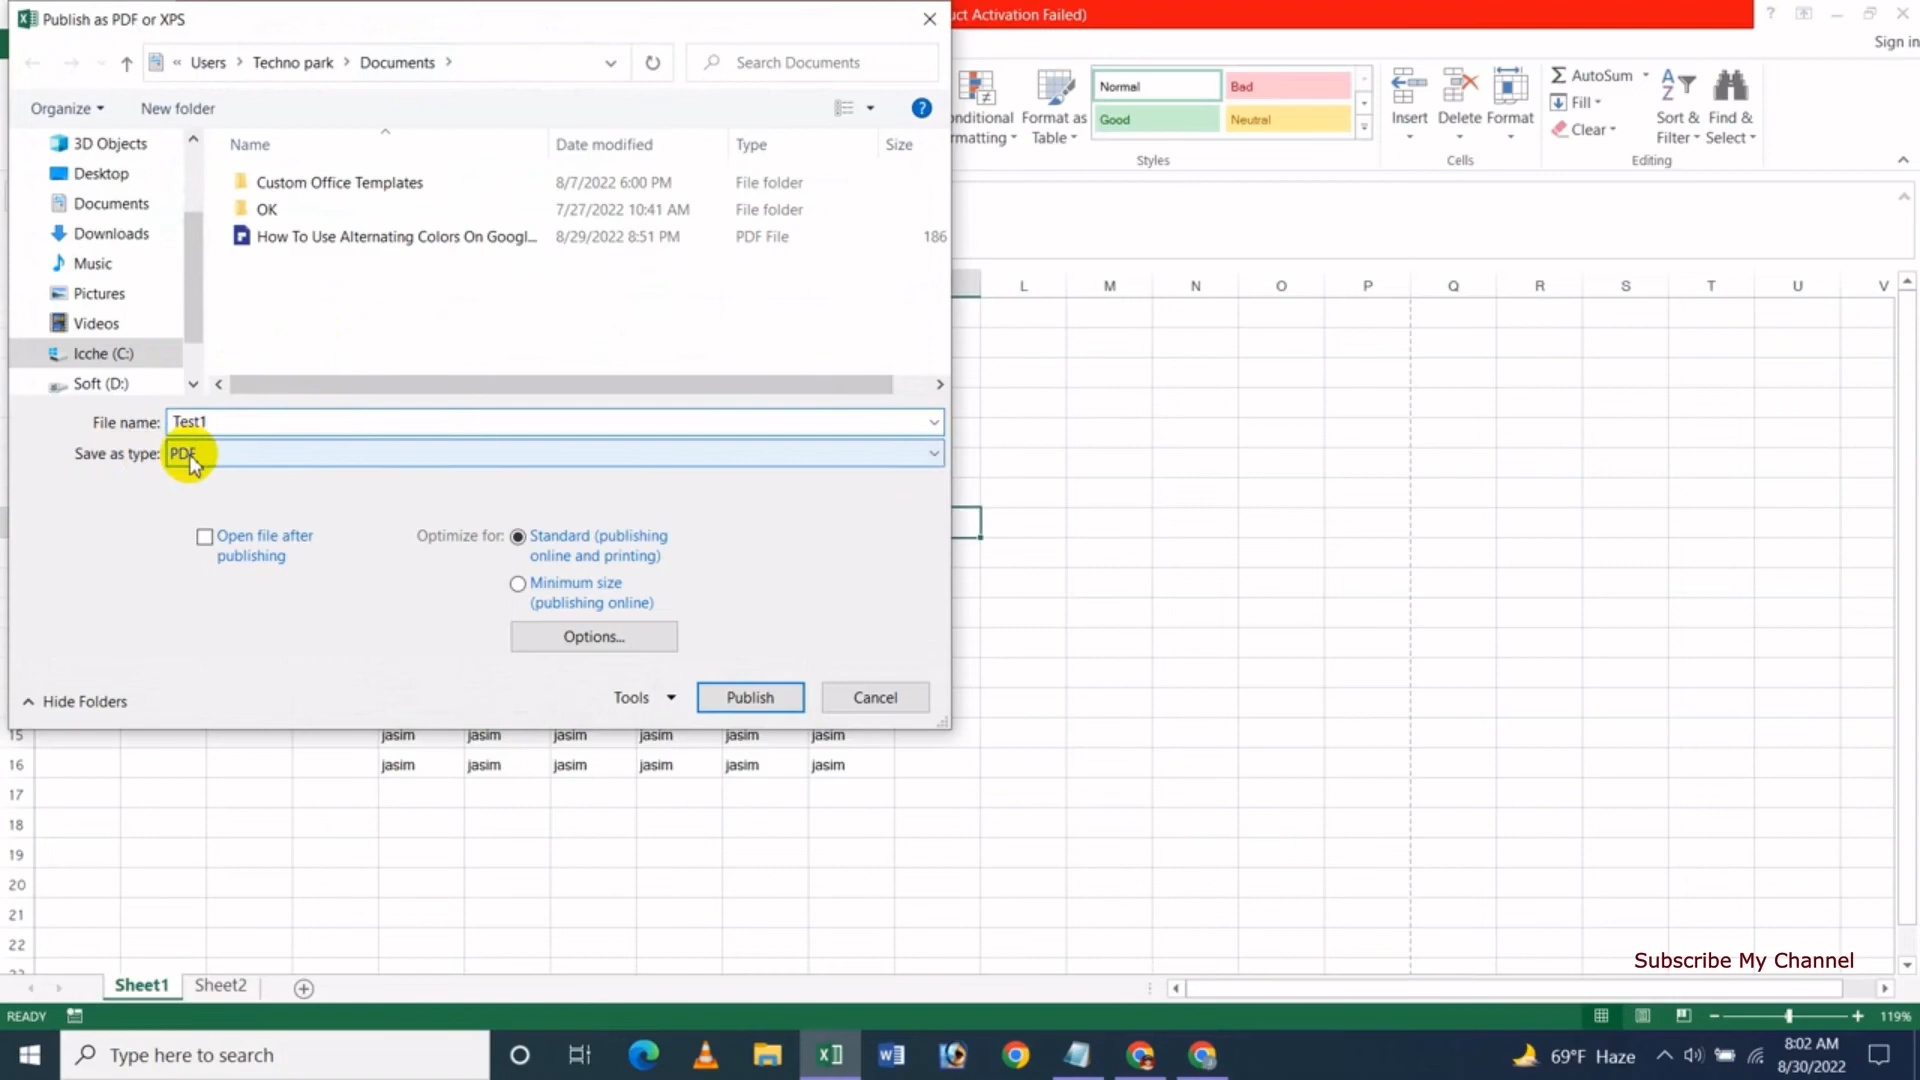 Publish as PDF or XPS
uct Activation Failed)
Sign in
« Users > Techno park > Documents >
Search Documents
Organize
New folder
3D Objects
Desktop
Documents
Downloads
Music
Pictures
Videos
Icche (C:)
Soft (D:)
Name
Date modified
Type
Size
Custom Office Templates
8/7/2022 6:00 PM
File folder
OK
7/27/2022 10:41 AM
File folder
How To Use Alternating Colors On Googl...
8/29/2022 8:51 PM
PDF File
186
File name: Test1
Save as type: PDF
Open file after
publishing
Optimize for:
Standard (publishing
online and printing)
Minimum size
(publishing online)
Options...
Hide Folders
Tools
Publish
Cancel
onditional
rmatting
Format as
Table
Normal
Bad
Good
Neutral
Styles
Insert
Delete
Format
Cells
AutoSum
Fill
Clear
Sort &
Filter
Find &
Select
Editing
L M N O P Q R S T U V
15 jasim jasim jasim jasim jasim jasim
16 jasim jasim jasim jasim jasim jasim
17
18
19
20
21
22
Subscribe My Channel
Sheet1
Sheet2
READY
119%
Type here to search
69°F Haze
8:02 AM
8/30/2022